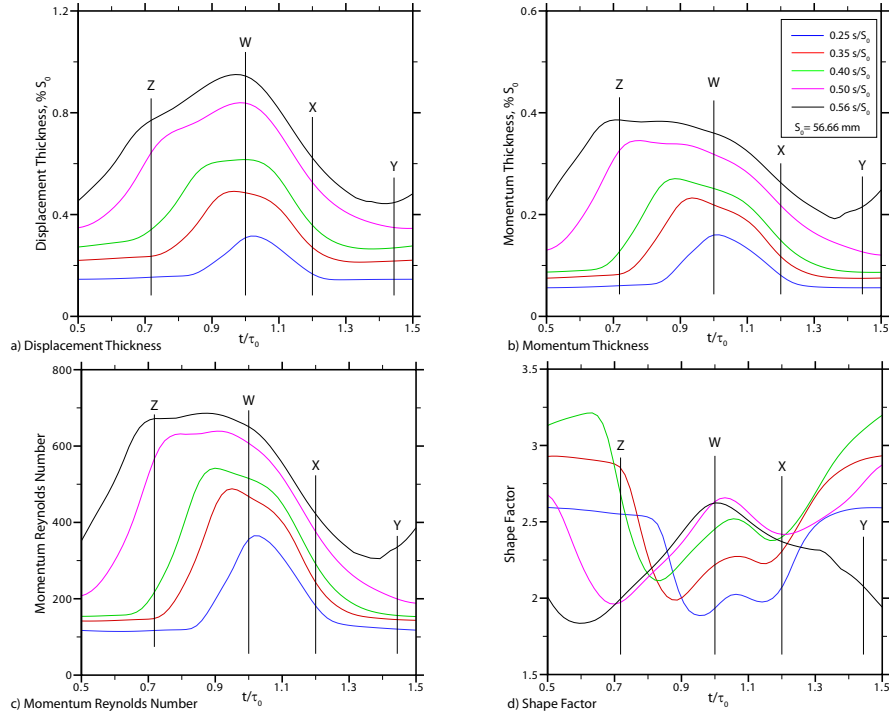 1.2
0.8
0.4
0
Displacement Thickness, % S0
Z
W
X
Y
0.5 0.7 0.9 1.1 1.3 1.5
t/τ0
a) Displacement Thickness
0.6
0.4
0.2
0
Momentum Thickness, % S0
Z
W
X
Y
0.25 s/S0
0.35 s/S0
0.40 s/S0
0.50 s/S0
0.56 s/S0
S0= 56.66 mm
0.5 0.7 0.9 1.1 1.3 1.5
t/τ0
b) Momentum Thickness
800
600
400
200
0
Momentum Reynolds Number
Z
W
X
Y
0.5 0.7 0.9 1.1 1.3 1.5
t/τ0
c) Momentum Reynolds Number
3.5
3
2.5
2
1.5
Shape Factor
Z
W
X
Y
0.5 0.7 0.9 1.1 1.3 1.5
t/τ0
d) Shape Factor